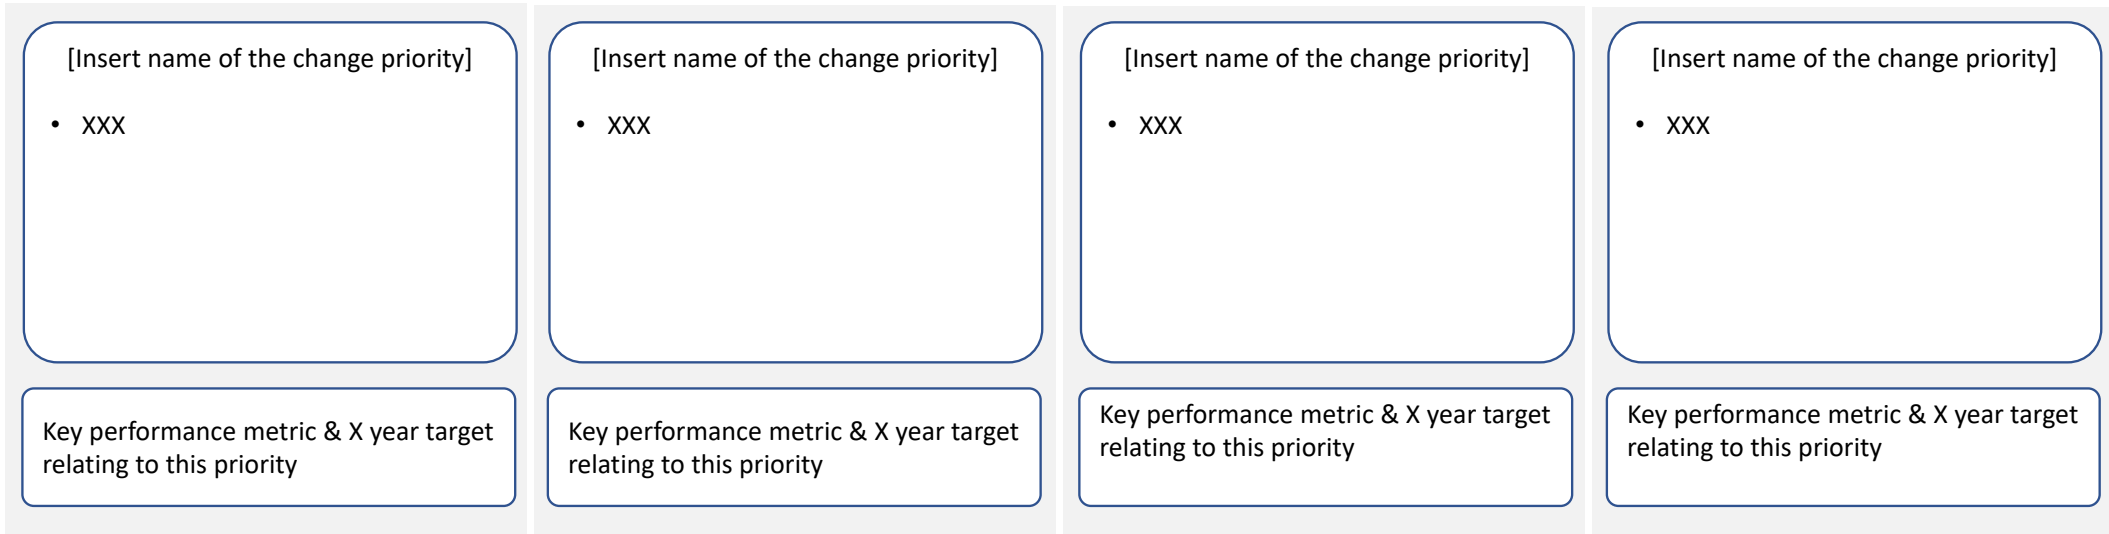 [Insert name of the change priority]
• XXX
Key performance metric & X year target
relating to this priority
[Insert name of the change priority]
• XXX
Key performance metric & X year target
relating to this priority
[Insert name of the change priority]
• XXX
Key performance metric & X year target
relating to this priority
[Insert name of the change priority]
• XXX
Key performance metric & X year target
relating to this priority